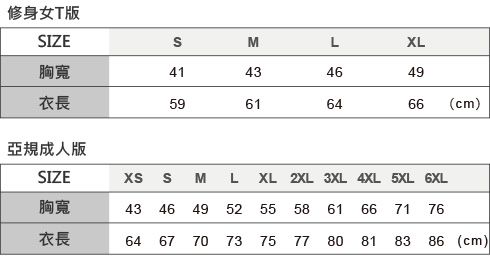 修身女T版
SIZE S M L XL
胸寬 41 43 46 49
衣長 59 61 64 66 (cm)
亞規成人版
SIZE XS S M L XL 2XL 3XL 4XL 5XL 6XL
胸寬 43 46 49 52 55 58 61 66 71 76
衣長 64 67 70 73 75 77 80 81 83 86 (cm)